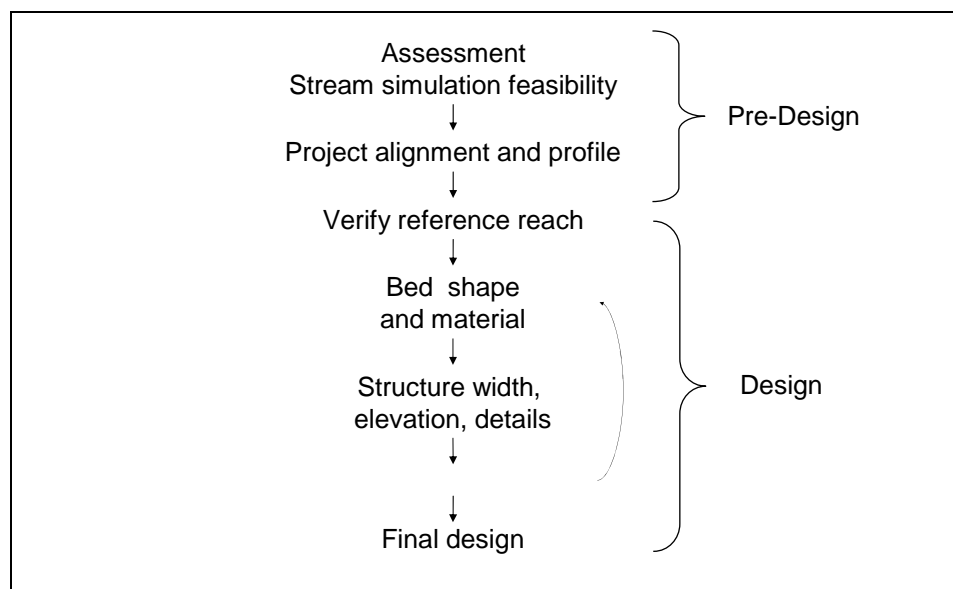 Assessment
Stream simulation feasibility
Pre-Design
Project alignment and profile
Verify reference reach
Bed shape
and material
Structure width,
elevation, details
Design
Final design